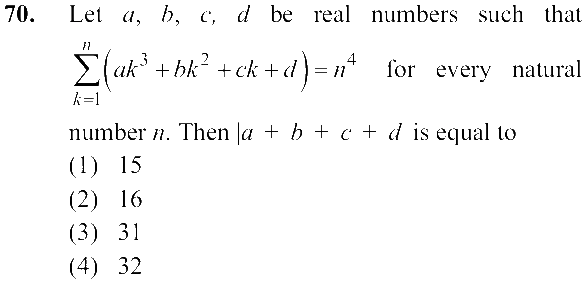 70. Let a, b, c, d be real numbers such that
n
∑(ak³ + bk² + ck + d) = n⁴ for every natural
k=1
number n. Then |a + b + c + d is equal to
(1) 15
(2) 16
(3) 31
(4) 32